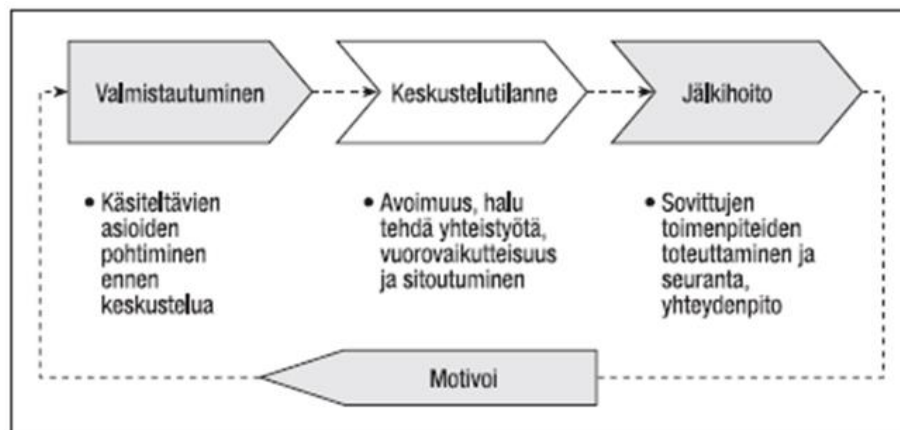 Valmistautuminen
Keskustelutilanne
Jälkihoito
• Käsiteltävien
asioiden
pohtiminen
ennen
keskustelua
• Avoimuus, halu
tehdä yhteistyötä,
vuorovaikutteisuus
ja sitoutuminen
• Sovittujen
toimenpiteiden
toteuttaminen ja
seuranta,
yhteydenpito
Motivoi